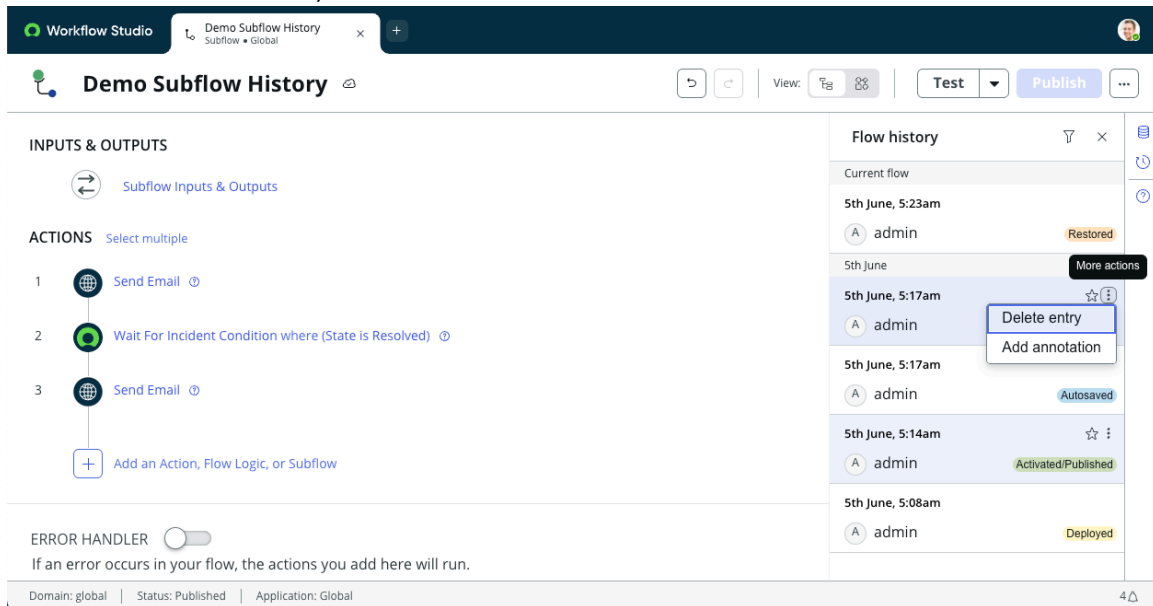 Workflow Studio
Demo Subflow History
Subflow • Global
Demo Subflow History
View:
Test
Publish
INPUTS & OUTPUTS
Subflow Inputs & Outputs
ACTIONS Select multiple
1 Send Email
2 Wait For Incident Condition where (State is Resolved)
3 Send Email
Add an Action, Flow Logic, or Subflow
ERROR HANDLER
If an error occurs in your flow, the actions you add here will run.
Flow history
Current flow
5th June, 5:23am
A admin Restored
5th June
More actions
5th June, 5:17am
A admin
Delete entry
Add annotation
5th June, 5:17am
A admin Autosaved
5th June, 5:14am
A admin Activated/Published
5th June, 5:08am
A admin Deployed
Domain: global | Status: Published | Application: Global
4